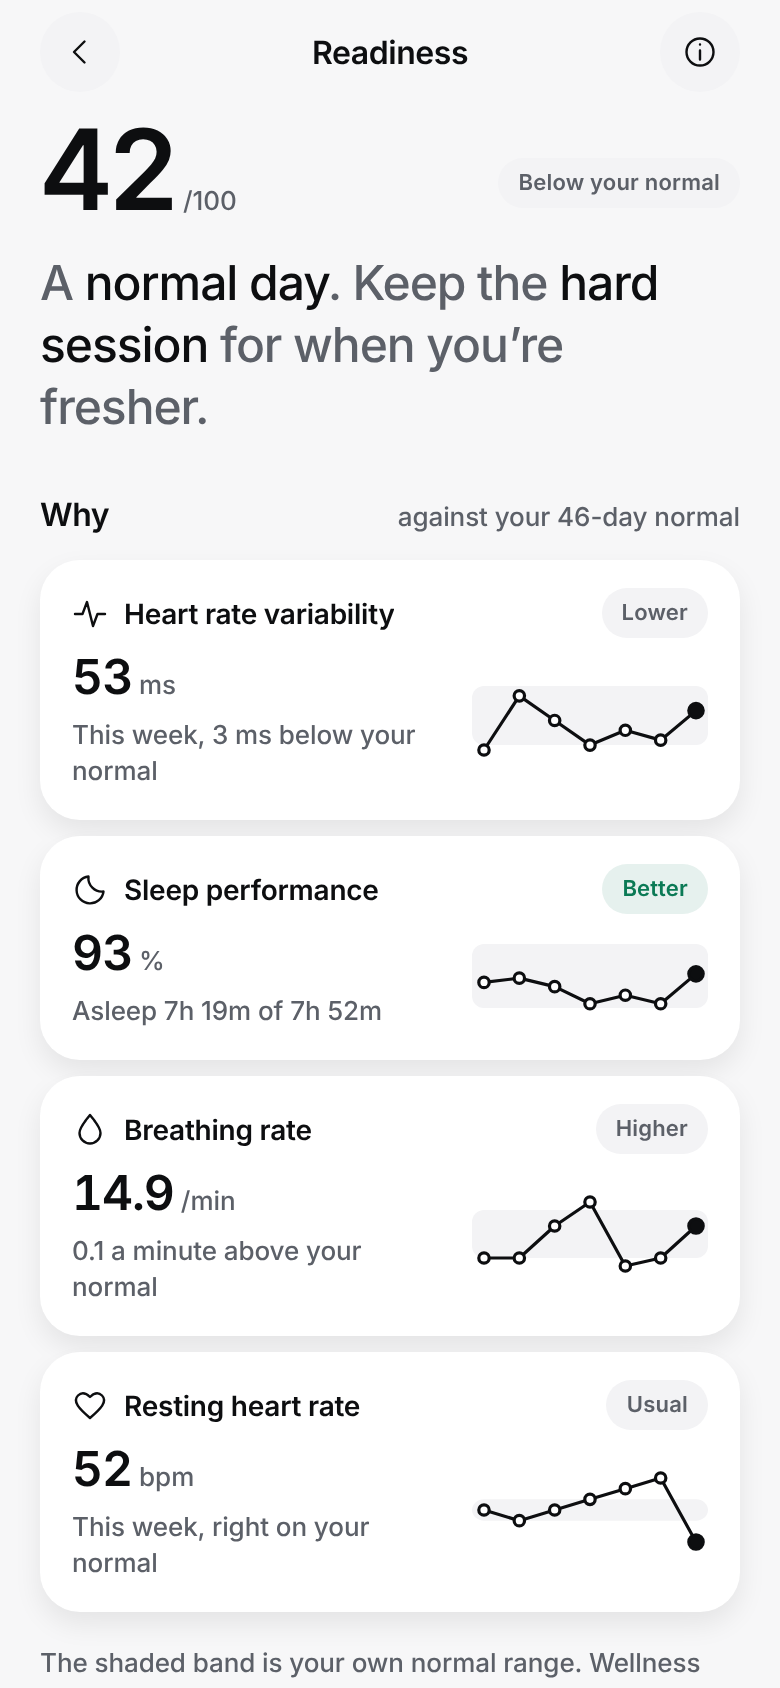 Readiness
42 /100
Below your normal
A normal day. Keep the hard
session for when you’re
fresher.
Why
against your 46-day normal
Heart rate variability
Lower
53 ms
This week, 3 ms below your
normal
Sleep performance
Better
93 %
Asleep 7h 19m of 7h 52m
Breathing rate
Higher
14.9 /min
0.1 a minute above your
normal
Resting heart rate
Usual
52 bpm
This week, right on your
normal
The shaded band is your own normal range. Wellness